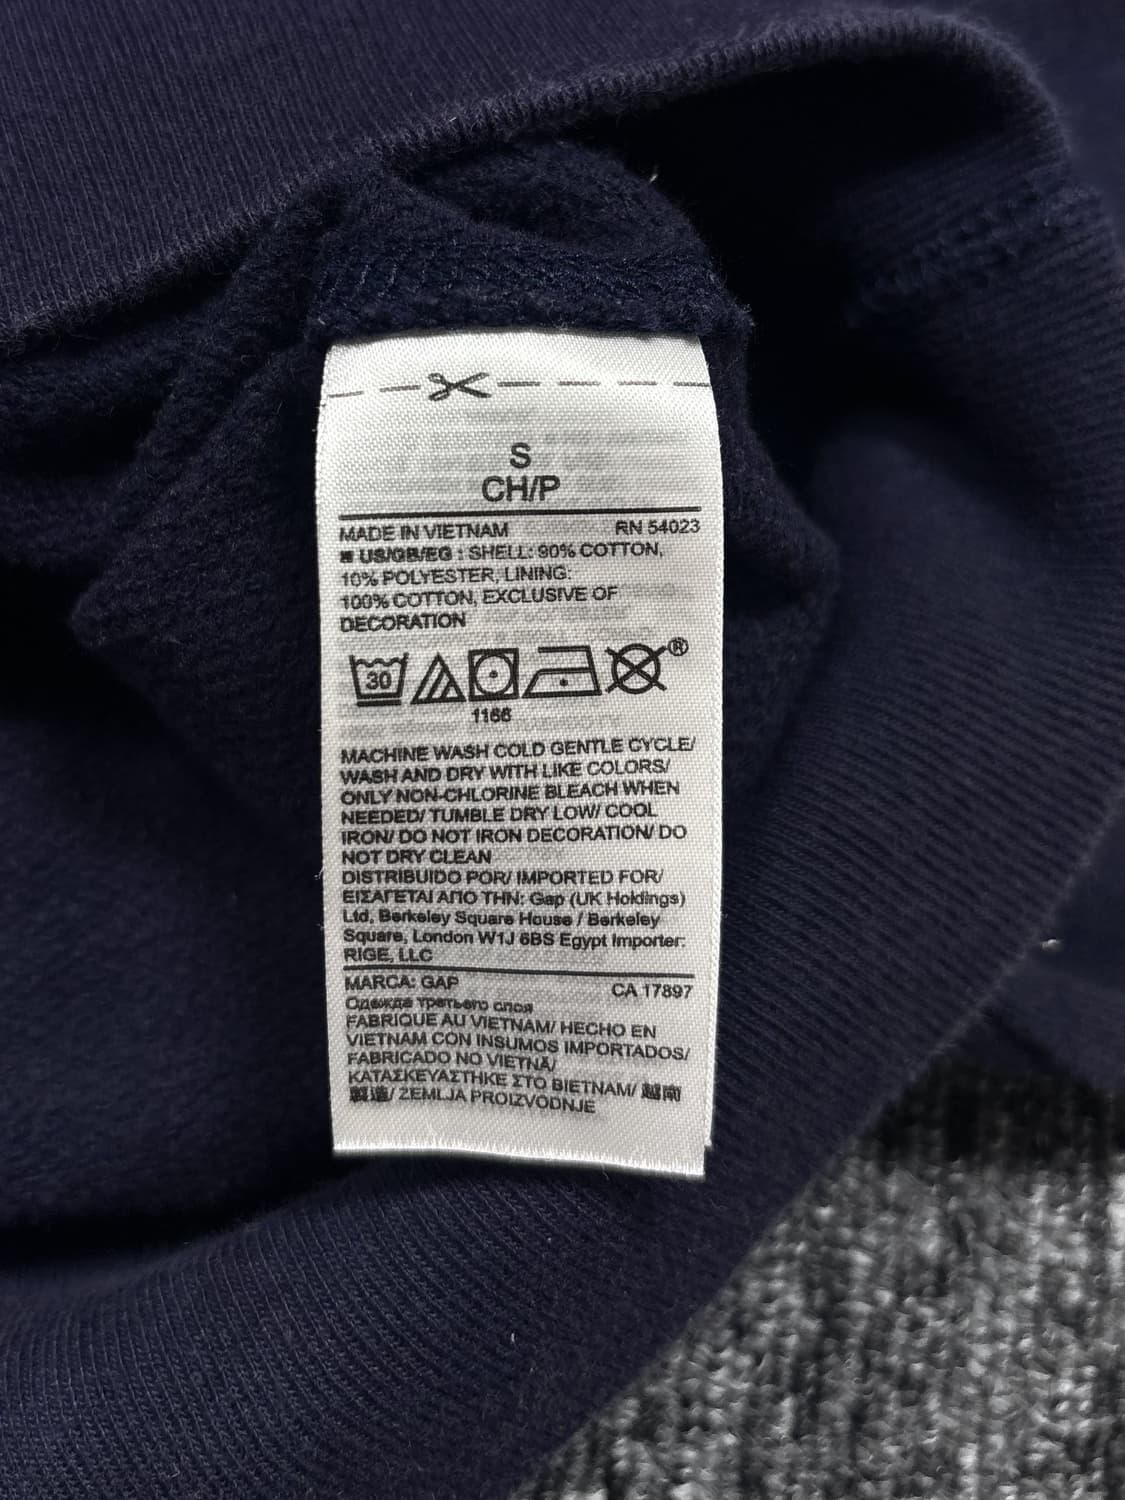 S
CH/P
MADE IN VIETNAM RN 54023
■ US/GB/EG : SHELL: 90% COTTON,
10% POLYESTER, LINING:
100% COTTON, EXCLUSIVE OF
DECORATION
30
®
1166
MACHINE WASH COLD GENTLE CYCLE/
WASH AND DRY WITH LIKE COLORS/
ONLY NON-CHLORINE BLEACH WHEN
NEEDED/ TUMBLE DRY LOW/ COOL
IRON/ DO NOT IRON DECORATION/ DO
NOT DRY CLEAN
DISTRIBUIDO POR/ IMPORTED FOR/
ΕΙΣΑΓΕΤΑΙ ΑΠΟ ΤΗΝ: Gap (UK Holdings)
Ltd, Berkeley Square House / Berkeley
Square, London W1J 6BS Egypt Importer:
RIGE, LLC
MARCA: GAP CA 17897
Одежда третьего слоя
FABRIQUE AU VIETNAM/ HECHO EN
VIETNAM CON INSUMOS IMPORTADOS/
FABRICADO NO VIETNÃ/
ΚΑΤΑΣΚΕΥΑΣΤΗΚΕ ΣΤΟ ΒΙΕΤΝΑΜ/ 越南
製造/ ZEMLJA PROIZVODNJE